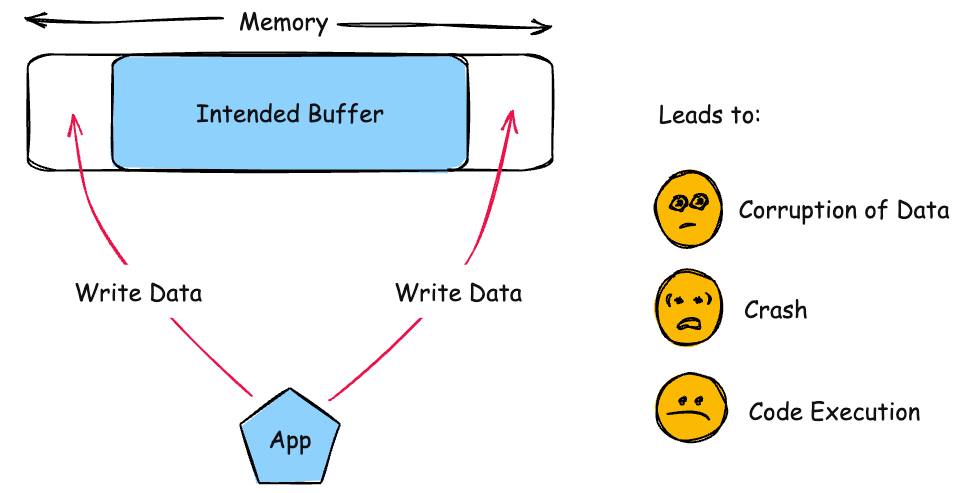 Memory
Intended Buffer
Leads to:
Corruption of Data
Write Data
Write Data
Crash
Code Execution
App